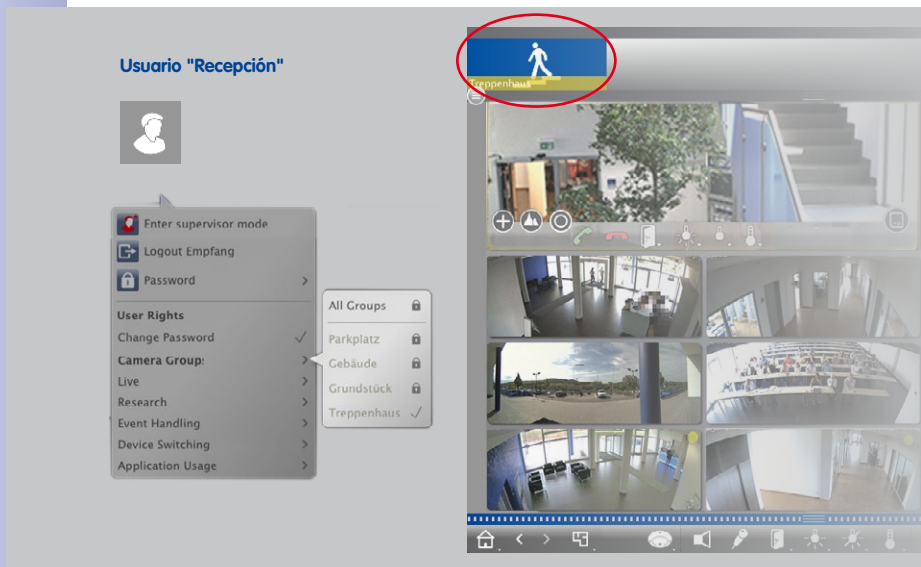 Usuario "Recepción"
Enter supervisor mode
Logout Empfang
Password
User Rights
Change Password
Camera Group:
Live
Research
Event Handling
Device Switching
Application Usage
All Groups
Parkplatz
Gebäude
Grundstück
Treppenhaus
Treppenhaus